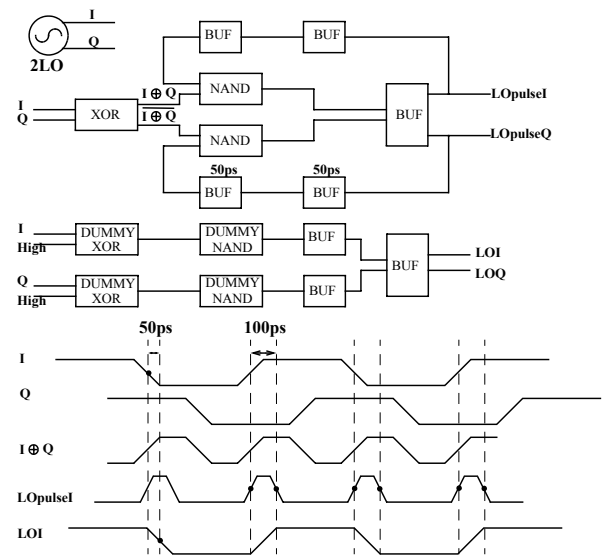 I
Q
2LO
BUF
BUF
NAND
I ⊕ Q
I ⊕ Q
I
Q
XOR
NAND
BUF
LOpulseI
LOpulseQ
50ps
50ps
BUF
BUF
I
High
DUMMY
XOR
DUMMY
NAND
BUF
Q
High
DUMMY
XOR
DUMMY
NAND
BUF
BUF
LOI
LOQ
50ps
100ps
I
Q
I ⊕ Q
LOpulseI
LOI